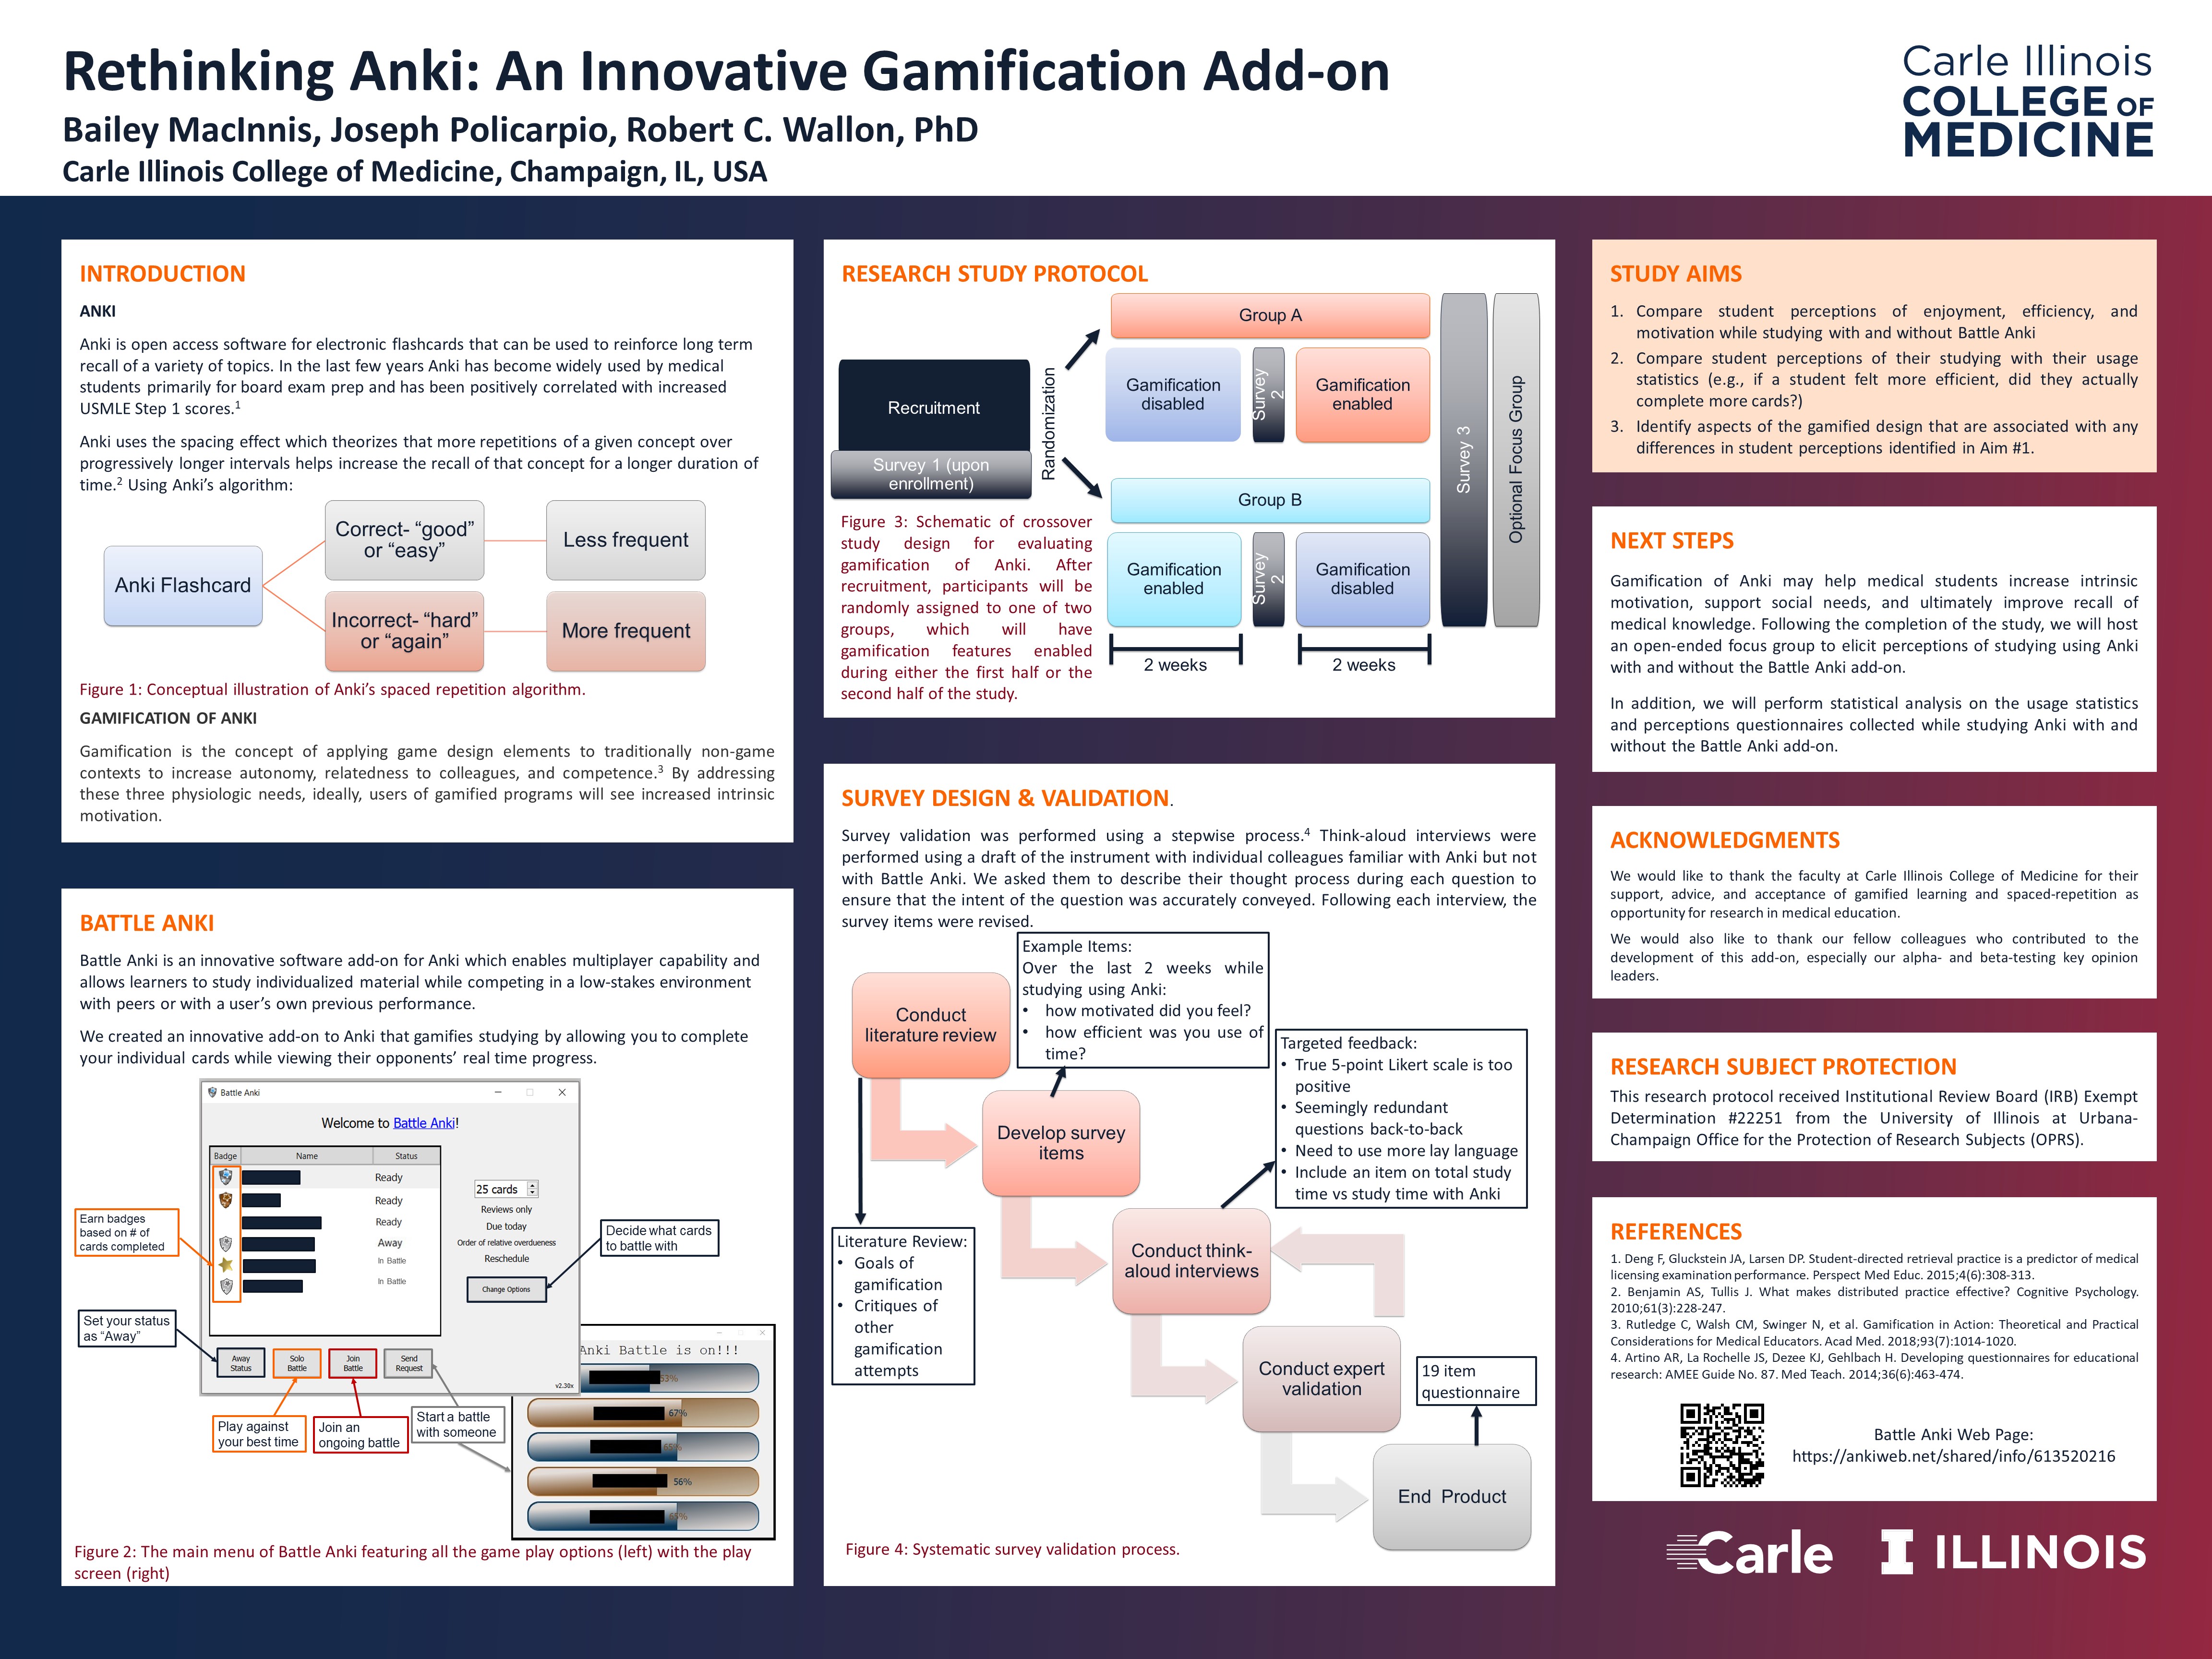 Rethinking Anki: An Innovative Gamification Add-on
Bailey MacInnis, Joseph Policarpio, Robert C. Wallon, PhD
Carle Illinois College of Medicine, Champaign, IL, USA
Carle Illinois
COLLEGE OF
MEDICINE
INTRODUCTION
ANKI
Anki is open access software for electronic flashcards that can be used to reinforce long term
recall of a variety of topics. In the last few years Anki has become widely used by medical
students primarily for board exam prep and has been positively correlated with increased
USMLE Step 1 scores.¹
Anki uses the spacing effect which theorizes that more repetitions of a given concept over
progressively longer intervals helps increase the recall of that concept for a longer duration of
time.² Using Anki's algorithm:
Anki Flashcard
Correct- “good”
or “easy”
Less frequent
Incorrect- “hard”
or “again”
More frequent
Figure 1: Conceptual illustration of Anki's spaced repetition algorithm.
GAMIFICATION OF ANKI
Gamification is the concept of applying game design elements to traditionally non-game
contexts to increase autonomy, relatedness to colleagues, and competence.³ By addressing
these three physiologic needs, ideally, users of gamified programs will see increased intrinsic
motivation.
BATTLE ANKI
Battle Anki is an innovative software add-on for Anki which enables multiplayer capability and
allows learners to study individualized material while competing in a low-stakes environment
with peers or with a user's own previous performance.
We created an innovative add-on to Anki that gamifies studying by allowing you to complete
your individual cards while viewing their opponents' real time progress.
Battle Anki
Welcome to Battle Anki!
Badge Name Status
Ready
Ready
Ready
Away
In Battle
In Battle
25 cards
Reviews only
Due today
Order of relative overdueness
Reschedule
Change Options
Away
Status
Solo
Battle
Join
Battle
Send
Request
v2.30x
Earn badges
based on # of
cards completed
Decide what cards
to battle with
Set your status
as “Away”
Play against
your best time
Join an
ongoing battle
Start a battle
with someone
Anki Battle is on!!!
53%
67%
56%
Figure 2: The main menu of Battle Anki featuring all the game play options (left) with the play
screen (right)
RESEARCH STUDY PROTOCOL
Recruitment
Survey 1 (upon
enrollment)
Randomization
Group A
Gamification
disabled
Survey
2
Gamification
enabled
Group B
Gamification
enabled
Survey
2
Gamification
disabled
2 weeks
2 weeks
Survey 3
Optional Focus Group
Figure 3: Schematic of crossover
study design for evaluating
gamification of Anki. After
recruitment, participants will be
randomly assigned to one of two
groups, which will have
gamification features enabled
during either the first half or the
second half of the study.
SURVEY DESIGN & VALIDATION.
Survey validation was performed using a stepwise process.⁴ Think-aloud interviews were
performed using a draft of the instrument with individual colleagues familiar with Anki but not
with Battle Anki. We asked them to describe their thought process during each question to
ensure that the intent of the question was accurately conveyed. Following each interview, the
survey items were revised.
Conduct
literature review
Example Items:
Over the last 2 weeks while
studying using Anki:
• how motivated did you feel?
• how efficient was you use of
time?
Develop survey
items
Targeted feedback:
• True 5-point Likert scale is too
positive
• Seemingly redundant
questions back-to-back
• Need to use more lay language
• Include an item on total study
time vs study time with Anki
Literature Review:
• Goals of
gamification
• Critiques of
other
gamification
attempts
Conduct think-
aloud interviews
Conduct expert
validation
19 item
questionnaire
End Product
Figure 4: Systematic survey validation process.
STUDY AIMS
1. Compare student perceptions of enjoyment, efficiency, and
motivation while studying with and without Battle Anki
2. Compare student perceptions of their studying with their usage
statistics (e.g., if a student felt more efficient, did they actually
complete more cards?)
3. Identify aspects of the gamified design that are associated with any
differences in student perceptions identified in Aim #1.
NEXT STEPS
Gamification of Anki may help medical students increase intrinsic
motivation, support social needs, and ultimately improve recall of
medical knowledge. Following the completion of the study, we will host
an open-ended focus group to elicit perceptions of studying using Anki
with and without the Battle Anki add-on.
In addition, we will perform statistical analysis on the usage statistics
and perceptions questionnaires collected while studying Anki with and
without the Battle Anki add-on.
ACKNOWLEDGMENTS
We would like to thank the faculty at Carle Illinois College of Medicine for their
support, advice, and acceptance of gamified learning and spaced-repetition as
opportunity for research in medical education.
We would also like to thank our fellow colleagues who contributed to the
development of this add-on, especially our alpha- and beta-testing key opinion
leaders.
RESEARCH SUBJECT PROTECTION
This research protocol received Institutional Review Board (IRB) Exempt
Determination #22251 from the University of Illinois at Urbana-
Champaign Office for the Protection of Research Subjects (OPRS).
REFERENCES
1. Deng F, Gluckstein JA, Larsen DP. Student-directed retrieval practice is a predictor of medical
licensing examination performance. Perspect Med Educ. 2015;4(6):308-313.
2. Benjamin AS, Tullis J. What makes distributed practice effective? Cognitive Psychology.
2010;61(3):228-247.
3. Rutledge C, Walsh CM, Swinger N, et al. Gamification in Action: Theoretical and Practical
Considerations for Medical Educators. Acad Med. 2018;93(7):1014-1020.
4. Artino AR, La Rochelle JS, Dezee KJ, Gehlbach H. Developing questionnaires for educational
research: AMEE Guide No. 87. Med Teach. 2014;36(6):463-474.
Battle Anki Web Page:
https://ankiweb.net/shared/info/613520216
Carle
ILLINOIS